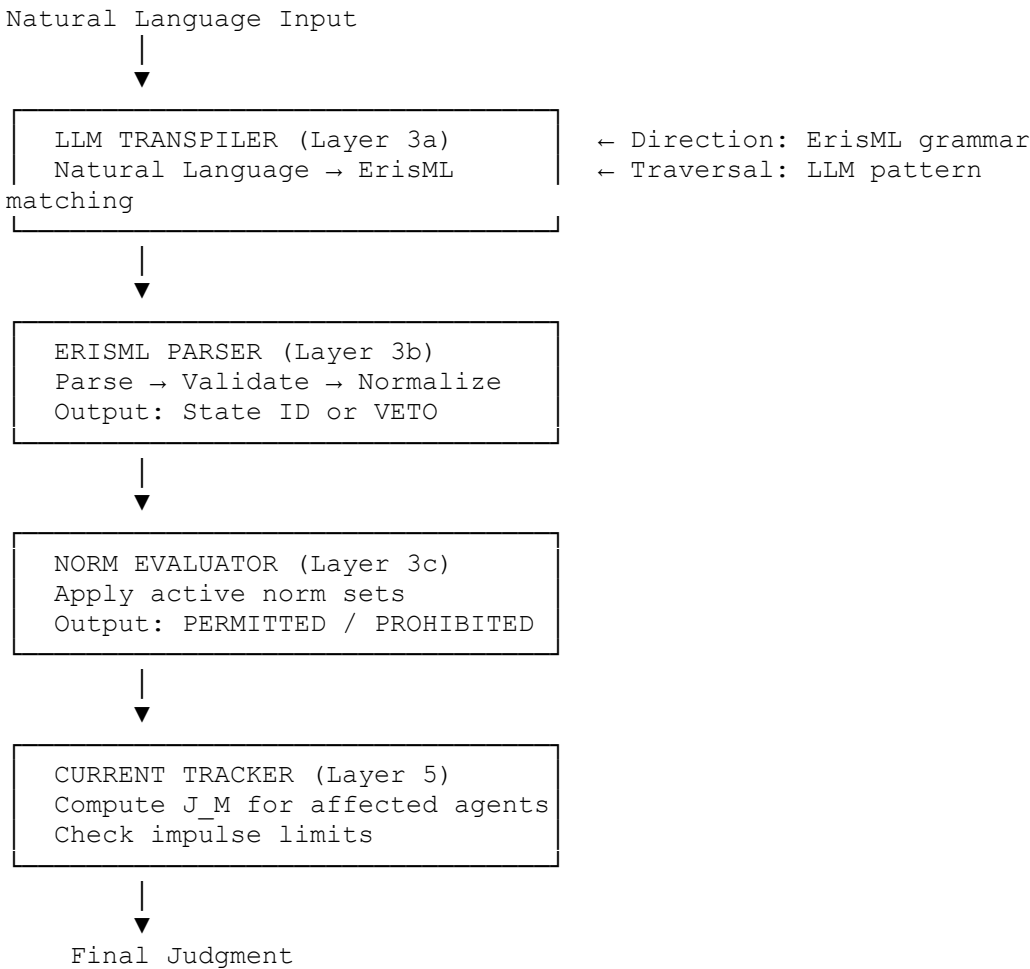 Natural Language Input
│
▼
LLM TRANSPILER (Layer 3a) ← Direction: ErisML grammar
Natural Language → ErisML ← Traversal: LLM pattern
matching
│
▼
ERISML PARSER (Layer 3b)
Parse → Validate → Normalize
Output: State ID or VETO
│
▼
NORM EVALUATOR (Layer 3c)
Apply active norm sets
Output: PERMITTED / PROHIBITED
│
▼
CURRENT TRACKER (Layer 5)
Compute J_M for affected agents
Check impulse limits
│
▼
Final Judgment